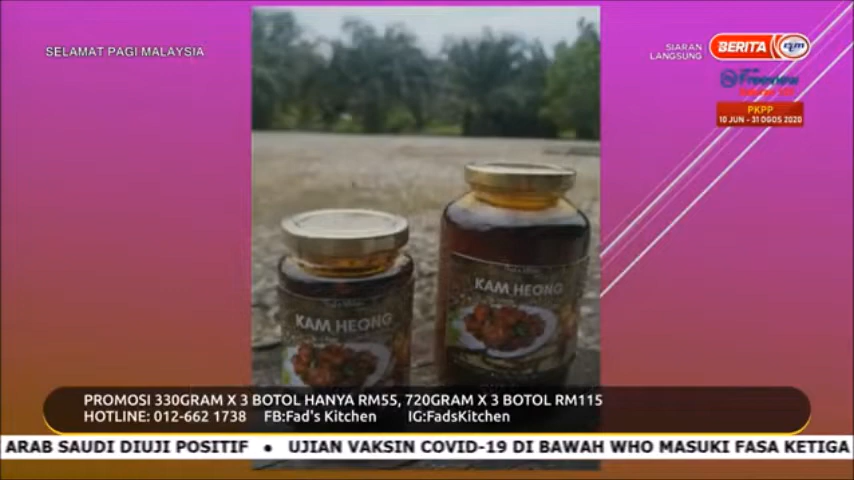 SELAMAT PAGI MALAYSIA
SIARAN
LANGSUNG
BERITA rtm
Freeview
PKPP
10 JUN - 31 OGOS 2020
KAM HEONG
KAM HEONG
PROMOSI 330GRAM X 3 BOTOL HANYA RM55, 720GRAM X 3 BOTOL RM115
HOTLINE: 012-662 1738 FB:Fad's Kitchen IG:FadsKitchen
ARAB SAUDI DIUJI POSITIF • UJIAN VAKSIN COVID-19 DI BAWAH WHO MASUKI FASA KETIGA